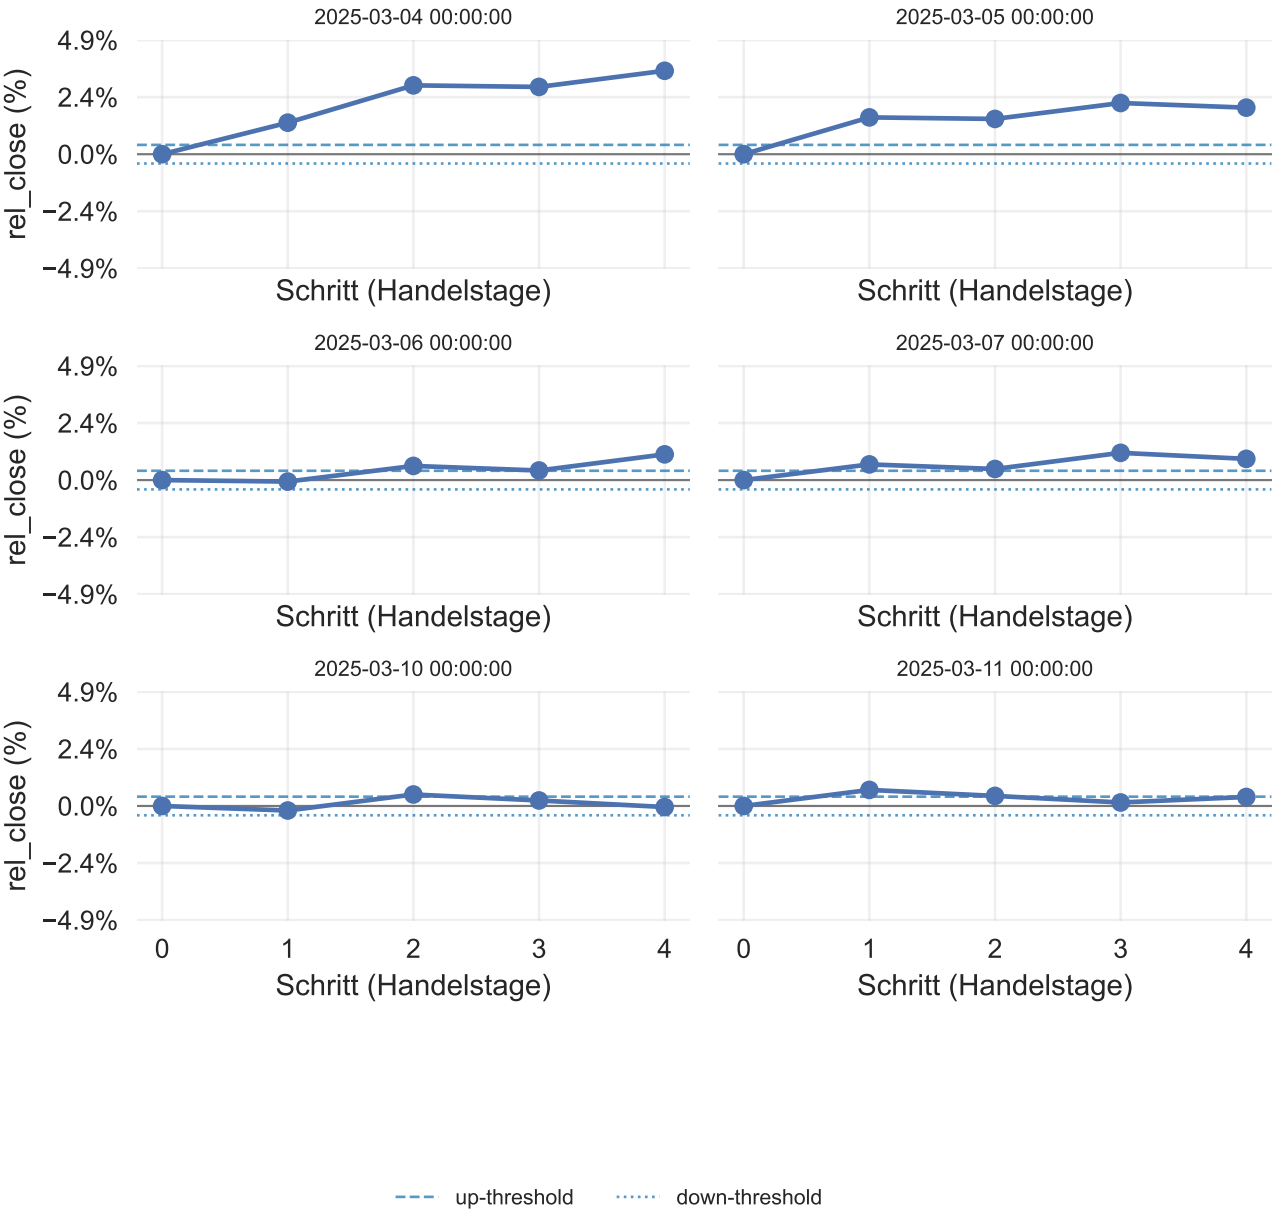 2025-03-04 00:00:00
2025-03-05 00:00:00
4.9%
2.4%
0.0%
−2.4%
−4.9%
rel_close (%)
Schritt (Handelstage)
Schritt (Handelstage)
2025-03-06 00:00:00
2025-03-07 00:00:00
4.9%
2.4%
0.0%
−2.4%
−4.9%
rel_close (%)
Schritt (Handelstage)
Schritt (Handelstage)
2025-03-10 00:00:00
2025-03-11 00:00:00
4.9%
2.4%
0.0%
−2.4%
−4.9%
rel_close (%)
0 1 2 3 4
0 1 2 3 4
Schritt (Handelstage)
Schritt (Handelstage)
up-threshold
down-threshold